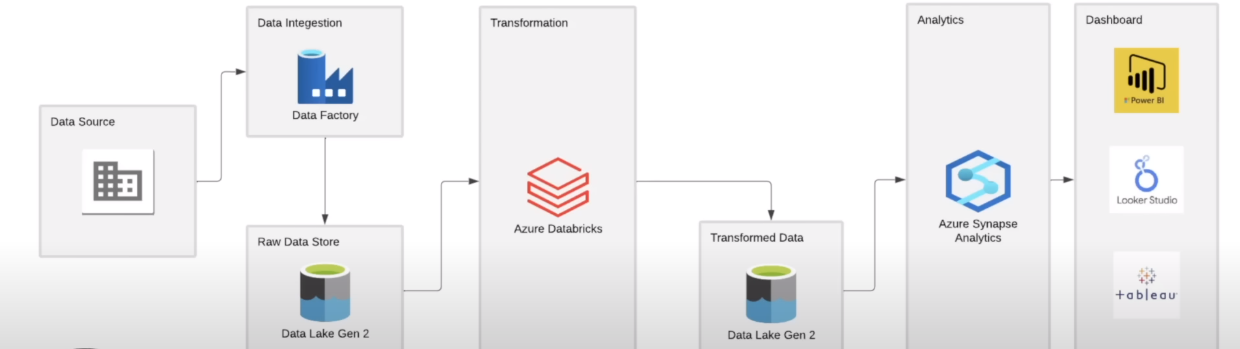 Data Source
Data Integestion
Data Factory
Raw Data Store
Data Lake Gen 2
Transformation
Azure Databricks
Transformed Data
Data Lake Gen 2
Analytics
Azure Synapse
Analytics
Dashboard
Power BI
Looker Studio
+ableau